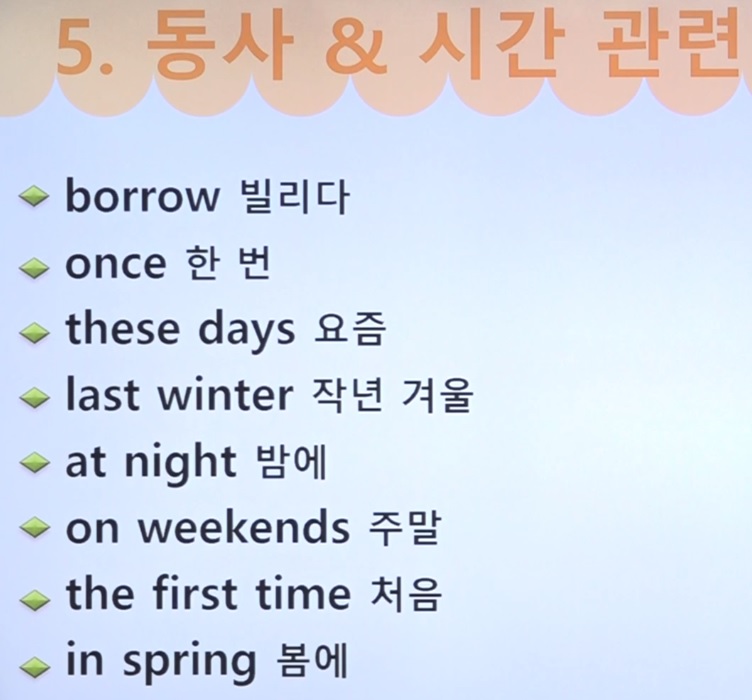 5. 동사 & 시간 관련
borrow 빌리다
once 한 번
these days 요즘
last winter 작년 겨울
at night 밤에
on weekends 주말
the first time 처음
in spring 봄에